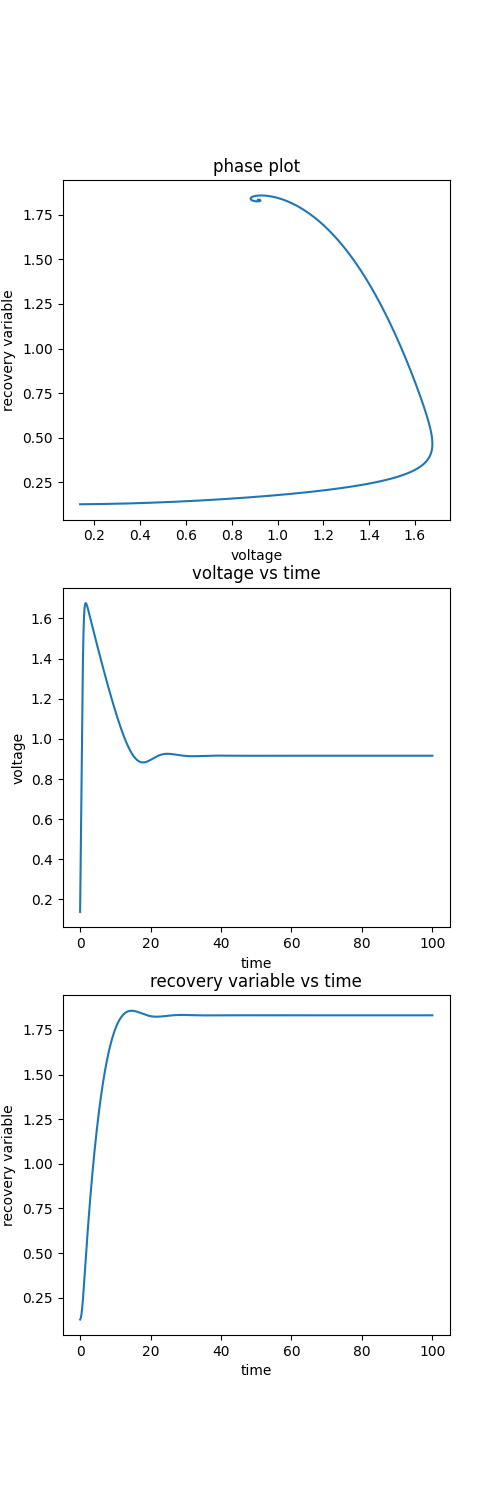 phase plot
recovery variable
1.75
1.50
1.25
1.00
0.75
0.50
0.25
0.2 0.4 0.6 0.8 1.0 1.2 1.4 1.6
voltage
voltage vs time
voltage
1.6
1.4
1.2
1.0
0.8
0.6
0.4
0.2
0 20 40 60 80 100
time
recovery variable vs time
recovery variable
1.75
1.50
1.25
1.00
0.75
0.50
0.25
0 20 40 60 80 100
time